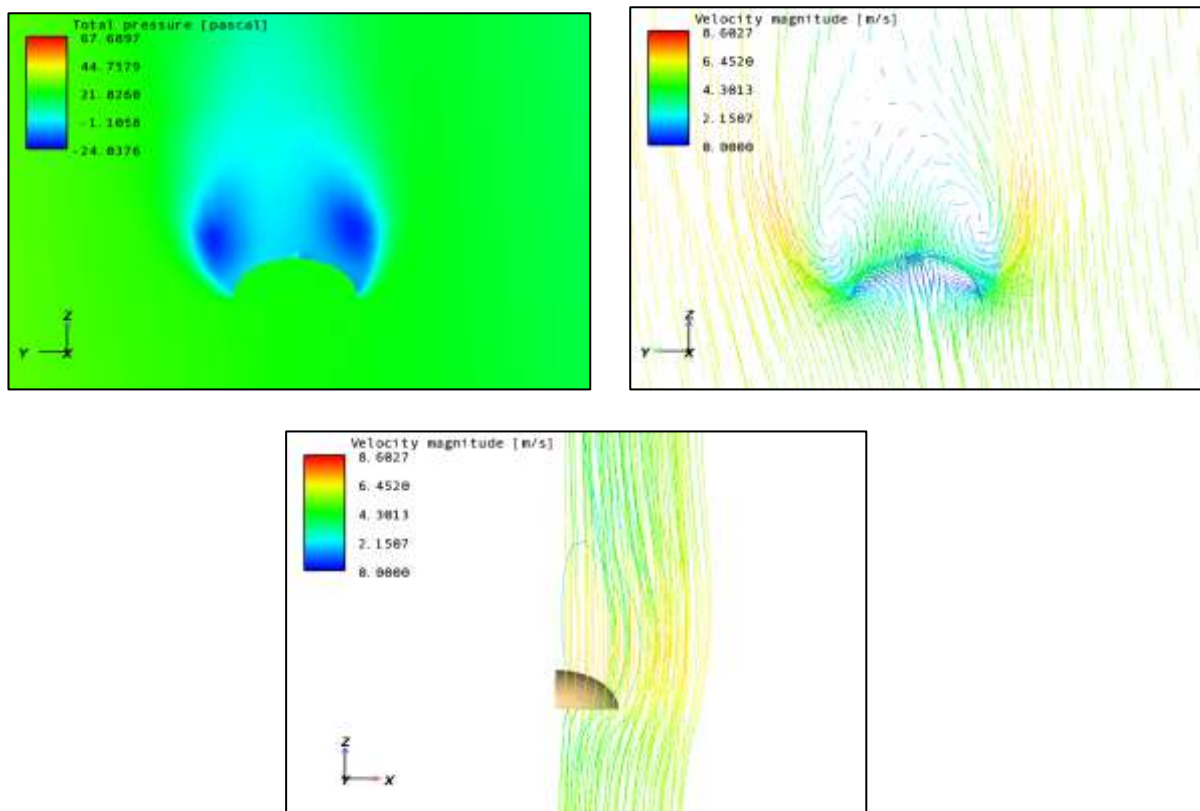 Total pressure [pascal]
67.6097
44.7179
21.8260
-1.1058
-24.0376
Z
Y X
Velocity magnitude [m/s]
8.6027
6.4520
4.3013
2.1507
0.0000
Z
Y X
Velocity magnitude [m/s]
8.6027
6.4520
4.3013
2.1507
0.0000
Z
Y X